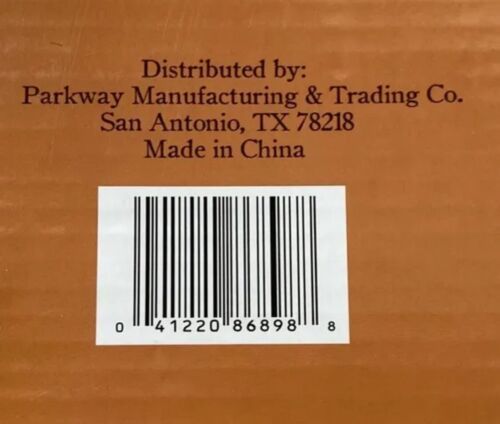 Distributed by:
Parkway Manufacturing & Trading Co.
San Antonio, TX 78218
Made in China
0 41220 86898 8